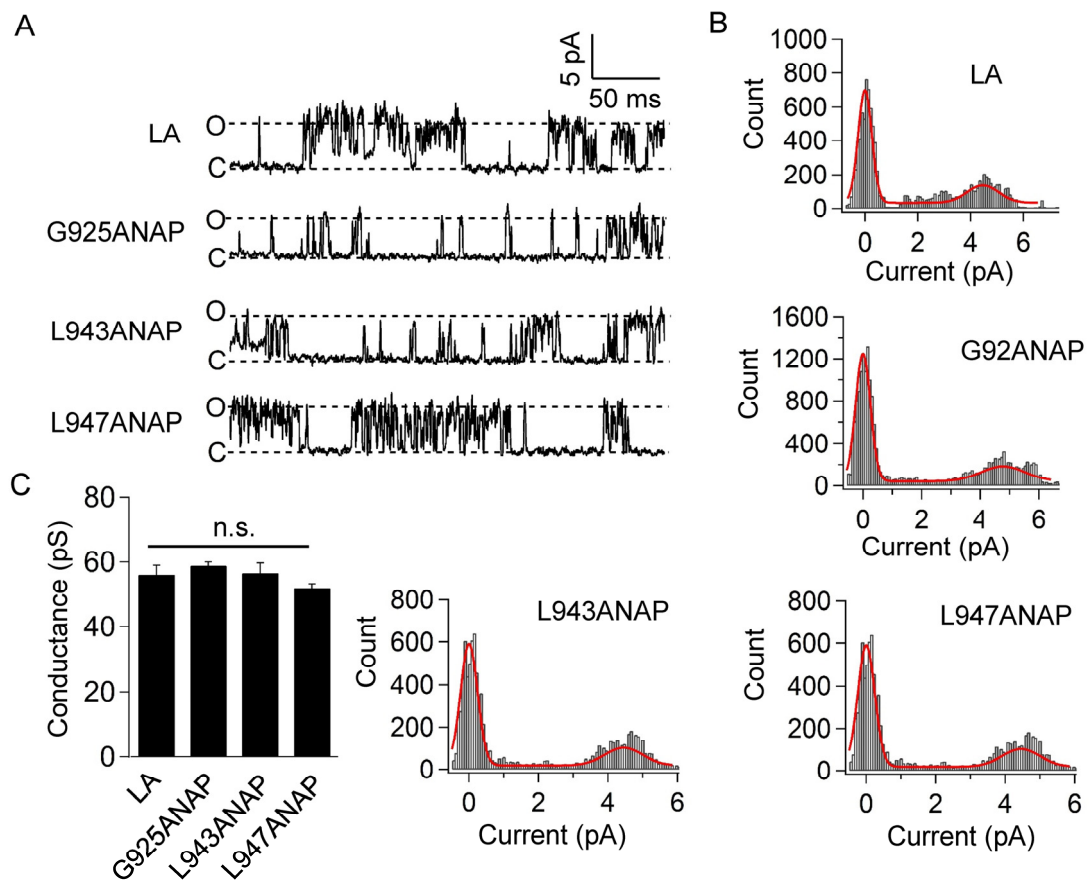 A
5 pA
50 ms
LA
O
C
G925ANAP
O
C
L943ANAP
O
C
L947ANAP
O
C
B
1000
800
600
400
200
0
Count
LA
0 2 4 6
Current (pA)
1600
1200
800
400
0
Count
G92ANAP
0 2 4 6
Current (pA)
C
80
60
40
20
0
Conductance (pS)
n.s.
LA
G925ANAP
L943ANAP
L947ANAP
800
600
400
200
0
Count
L943ANAP
0 2 4 6
Current (pA)
800
600
400
200
0
Count
L947ANAP
0 2 4 6
Current (pA)